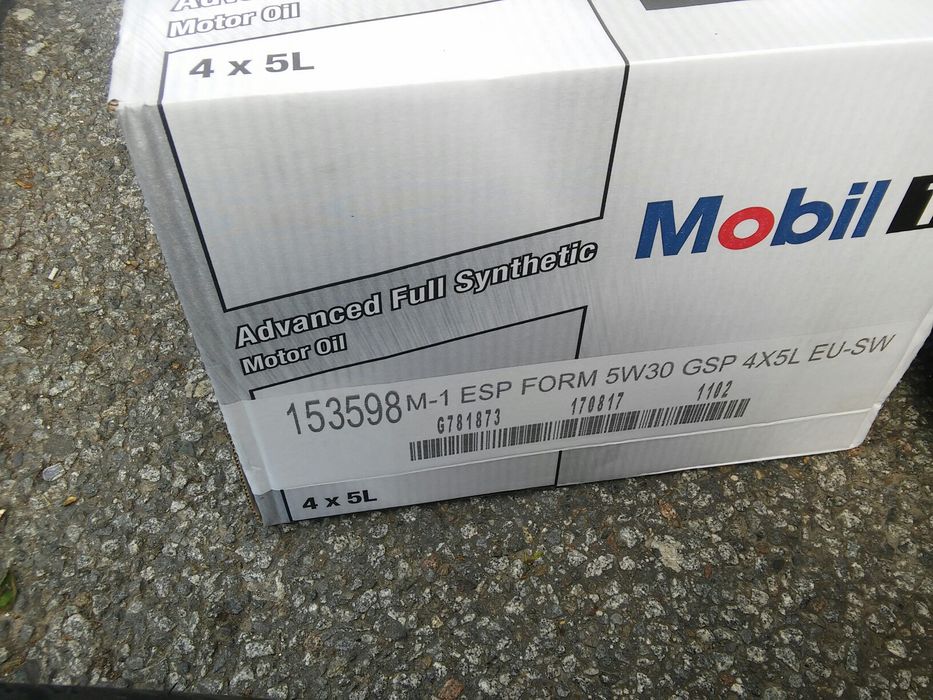 Motor Oil
4 x 5L
Mobil 1
Advanced Full Synthetic
Motor Oil
153598 M-1 ESP FORM 5W30 GSP 4X5L EU-SW
G781873 170817 1102
4 x 5L